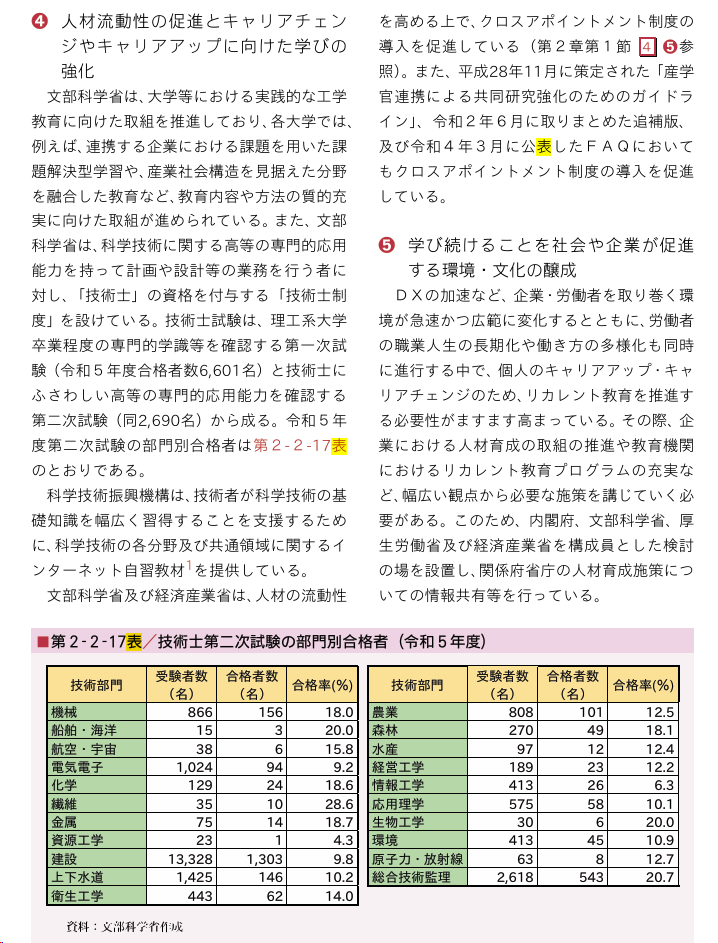 ❹ 人材流動性の促進とキャリアチェン
ジやキャリアアップに向けた学びの
強化
文部科学省は、大学等における実践的な工学
教育に向けた取組を推進しており、各大学では、
例えば、連携する企業における課題を用いた課
題解決型学習や、産業社会構造を見据えた分野
を融合した教育など、教育内容や方法の質的充
実に向けた取組が進められている。また、文部
科学省は、科学技術に関する高等の専門的応用
能力を持って計画や設計等の業務を行う者に
対し、「技術士」の資格を付与する「技術士制
度」を設けている。技術士試験は、理工系大学
卒業程度の専門的学識等を確認する第一次試
験（令和５年度合格者数6,601名）と技術士に
ふさわしい高等の専門的応用能力を確認する
第二次試験（同2,690名）から成る。令和５年
度第二次試験の部門別合格者は第２-２-17表
のとおりである。
科学技術振興機構は、技術者が科学技術の基
礎知識を幅広く習得することを支援するため
に、科学技術の各分野及び共通領域に関するイ
ンターネット自習教材1を提供している。
文部科学省及び経済産業省は、人材の流動性
を高める上で、クロスアポイントメント制度の
導入を促進している（第２章第１節 4 ❺参
照）。また、平成28年11月に策定された「産学
官連携による共同研究強化のためのガイドラ
イン」、令和２年６月に取りまとめた追補版、
及び令和４年３月に公表したＦＡＱにおいて
もクロスアポイントメント制度の導入を促進
している。
❺ 学び続けることを社会や企業が促進
する環境・文化の醸成
ＤＸの加速など、企業・労働者を取り巻く環
境が急速かつ広範に変化するとともに、労働者
の職業人生の長期化や働き方の多様化も同時
に進行する中で、個人のキャリアアップ・キャ
リアチェンジのため、リカレント教育を推進す
る必要性がますます高まっている。その際、企
業における人材育成の取組の推進や教育機関
におけるリカレント教育プログラムの充実な
ど、幅広い観点から必要な施策を講じていく必
要がある。このため、内閣府、文部科学省、厚
生労働省及び経済産業省を構成員とした検討
の場を設置し、関係府省庁の人材育成施策につ
いての情報共有等を行っている。
■第２-２-17表／技術士第二次試験の部門別合格者（令和５年度）
技術部門 受験者数（名） 合格者数（名） 合格率(%)
機械 866 156 18.0
船舶・海洋 15 3 20.0
航空・宇宙 38 6 15.8
電気電子 1,024 94 9.2
化学 129 24 18.6
繊維 35 10 28.6
金属 75 14 18.7
資源工学 23 1 4.3
建設 13,328 1,303 9.8
上下水道 1,425 146 10.2
衛生工学 443 62 14.0
技術部門 受験者数（名） 合格者数（名） 合格率(%)
農業 808 101 12.5
森林 270 49 18.1
水産 97 12 12.4
経営工学 189 23 12.2
情報工学 413 26 6.3
応用理学 575 58 10.1
生物工学 30 6 20.0
環境 413 45 10.9
原子力・放射線 63 8 12.7
総合技術監理 2,618 543 20.7
資料：文部科学省作成